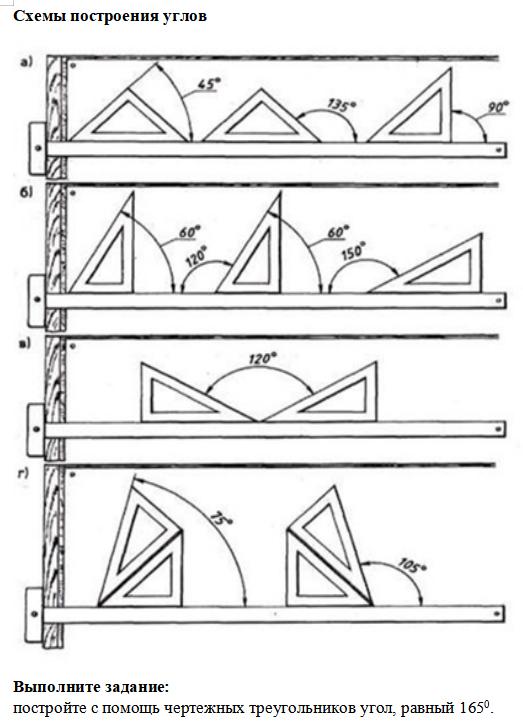 Схемы построения углов
а)
45°
135°
90°
б)
60°
120°
60°
150°
в)
120°
г)
75°
105°
Выполните задание:
постройте с помощь чертежных треугольников угол, равный 165⁰.